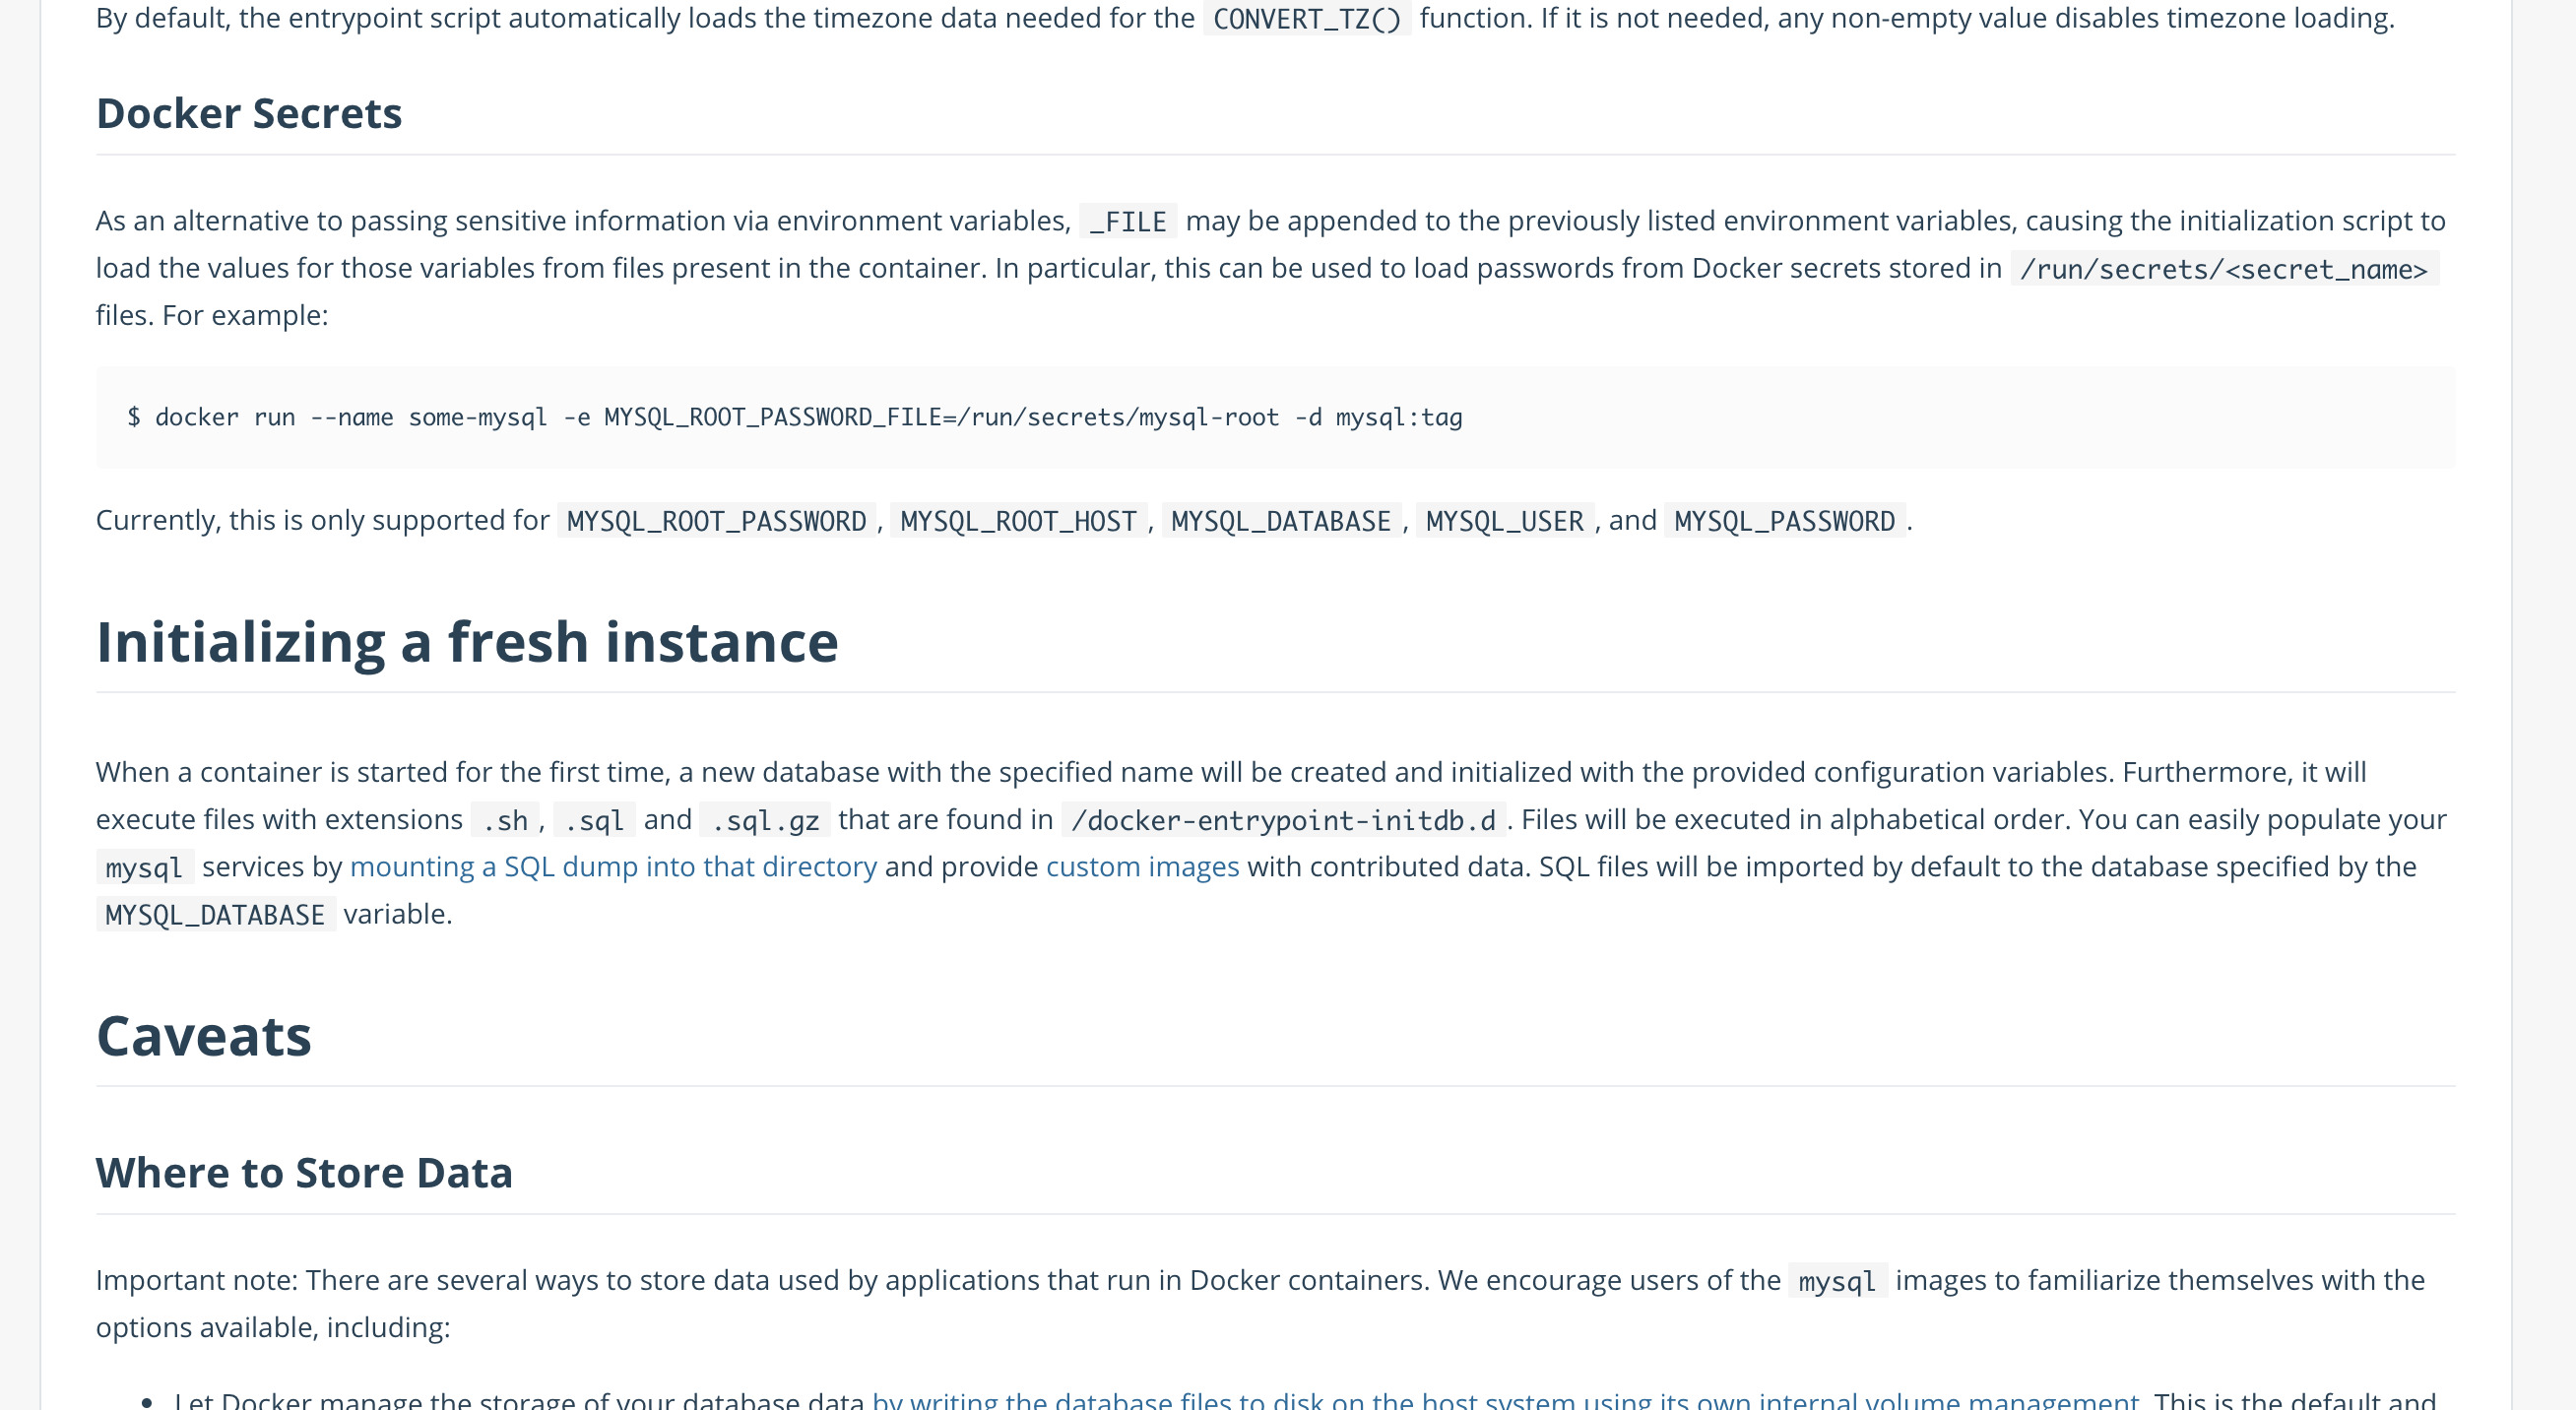 By default, the entrypoint script automatically loads the timezone data needed for the CONVERT_TZ() function. If it is not needed, any non-empty value disables timezone loading.
Docker Secrets
As an alternative to passing sensitive information via environment variables, _FILE may be appended to the previously listed environment variables, causing the initialization script to
load the values for those variables from files present in the container. In particular, this can be used to load passwords from Docker secrets stored in /run/secrets/<secret_name>
files. For example:
$ docker run --name some-mysql -e MYSQL_ROOT_PASSWORD_FILE=/run/secrets/mysql-root -d mysql:tag
Currently, this is only supported for MYSQL_ROOT_PASSWORD, MYSQL_ROOT_HOST, MYSQL_DATABASE, MYSQL_USER, and MYSQL_PASSWORD.
Initializing a fresh instance
When a container is started for the first time, a new database with the specified name will be created and initialized with the provided configuration variables. Furthermore, it will
execute files with extensions .sh, .sql and .sql.gz that are found in /docker-entrypoint-initdb.d. Files will be executed in alphabetical order. You can easily populate your
mysql services by mounting a SQL dump into that directory and provide custom images with contributed data. SQL files will be imported by default to the database specified by the
MYSQL_DATABASE variable.
Caveats
Where to Store Data
Important note: There are several ways to store data used by applications that run in Docker containers. We encourage users of the mysql images to familiarize themselves with the
options available, including:
• Let Docker manage the storage of your database data by writing the database files to disk on the host system using its own internal volume management. This is the default and